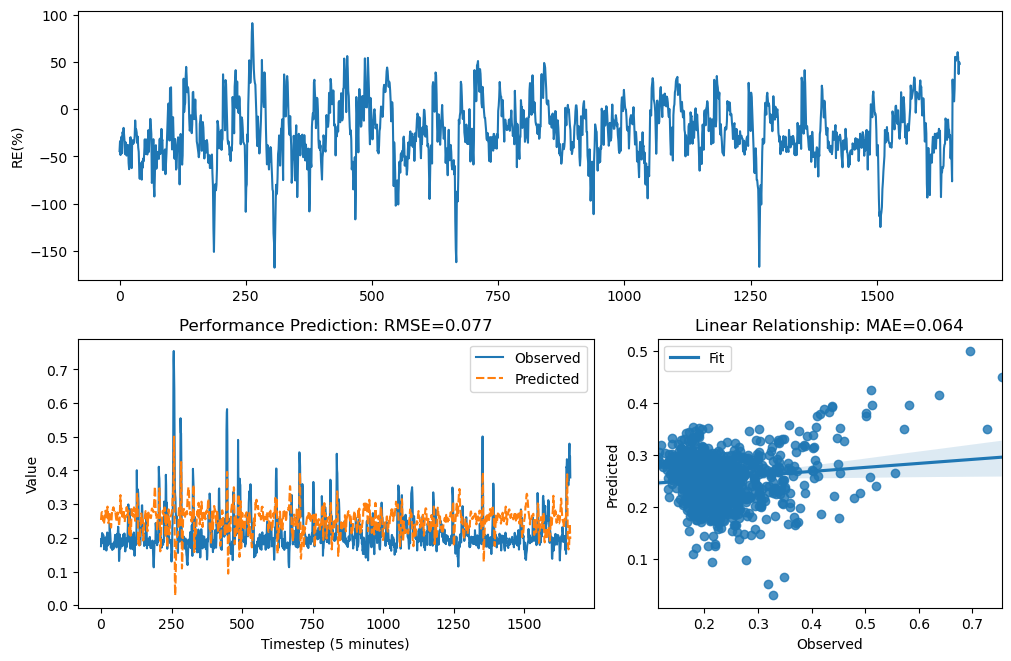 RE(%)
100
50
0
−50
−100
−150
0 250 500 750 1000 1250 1500
Performance Prediction: RMSE=0.077
Value
0.7
0.6
0.5
0.4
0.3
0.2
0.1
0.0
Observed
Predicted
0 250 500 750 1000 1250 1500
Timestep (5 minutes)
Linear Relationship: MAE=0.064
Predicted
0.5
0.4
0.3
0.2
0.1
Fit
0.2 0.3 0.4 0.5 0.6 0.7
Observed